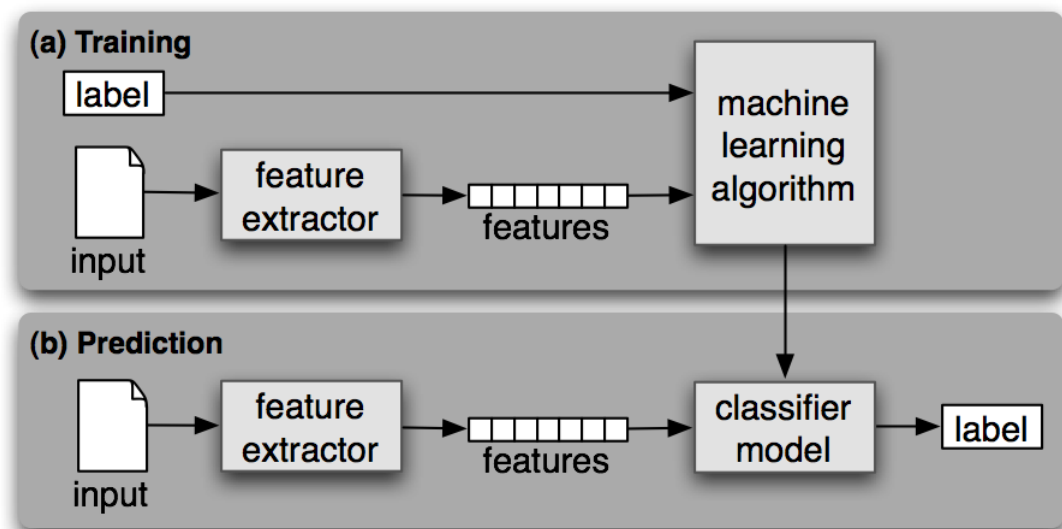 (a) Training
label
machine
learning
algorithm
feature
extractor
features
input
(b) Prediction
feature
extractor
features
classifier
model
label
input